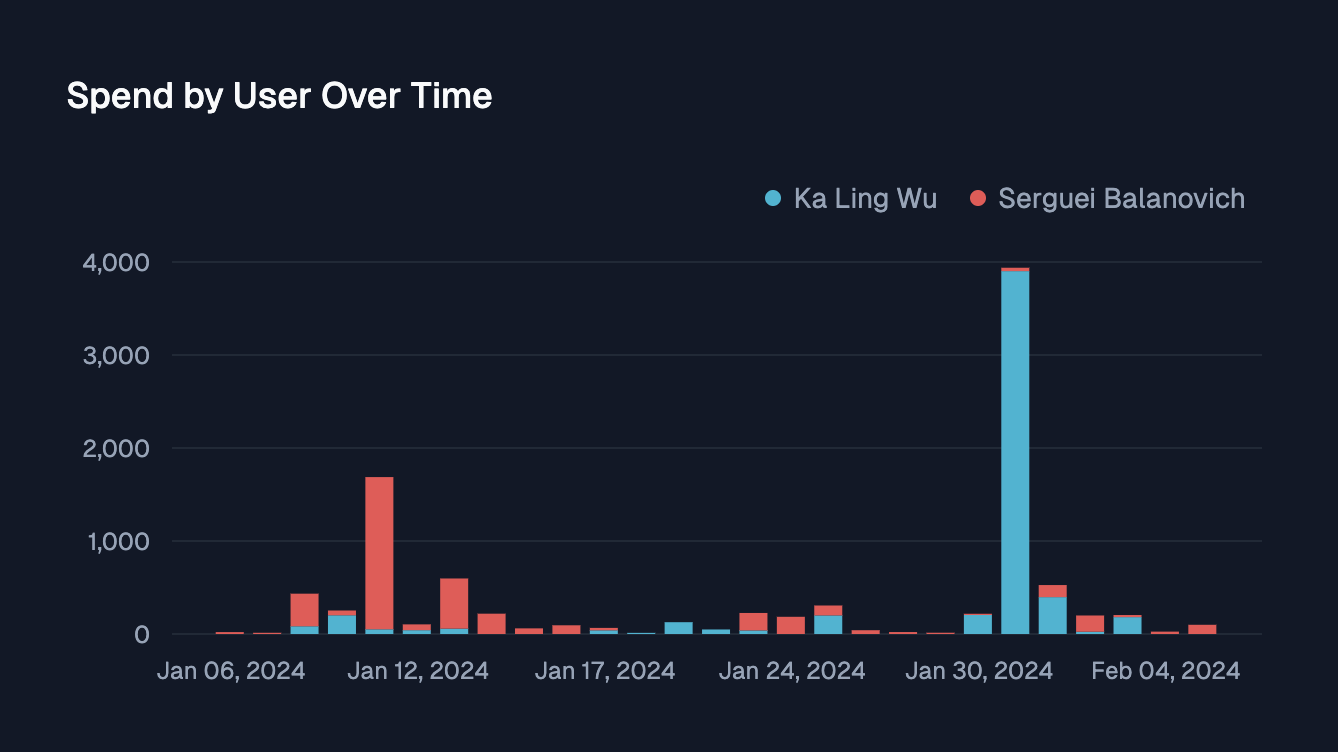 Spend by User Over Time
Ka Ling Wu Serguei Balanovich
4,000
3,000
2,000
1,000
0
Jan 06, 2024 Jan 12, 2024 Jan 17, 2024 Jan 24, 2024 Jan 30, 2024 Feb 04, 2024